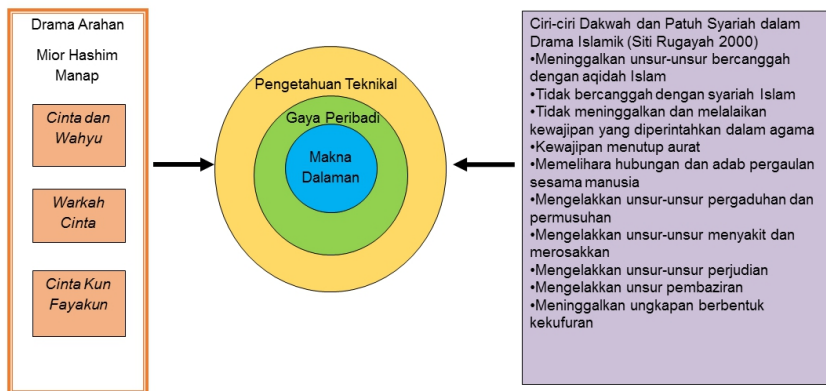 Drama Arahan
Mior Hashim
Manap
Cinta dan
Wahyu
Warkah
Cinta
Cinta Kun
Fayakun
Pengetahuan Teknikal
Gaya Peribadi
Makna
Dalaman
Ciri-ciri Dakwah dan Patuh Syariah dalam
Drama Islamik (Siti Rugayah 2000)
•Meninggalkan unsur-unsur bercanggah
dengan aqidah Islam
•Tidak bercanggah dengan syariah Islam
•Tidak meninggalkan dan melalaikan
kewajipan yang diperintahkan dalam agama
•Kewajipan menutup aurat
•Memelihara hubungan dan adab pergaulan
sesama manusia
•Mengelakkan unsur-unsur pergaduhan dan
permusuhan
•Mengelakkan unsur-unsur menyakit dan
merosakkan
•Mengelakkan unsur-unsur perjudian
•Mengelakkan unsur pembaziran
•Meninggalkan ungkapan berbentuk
kekufuran